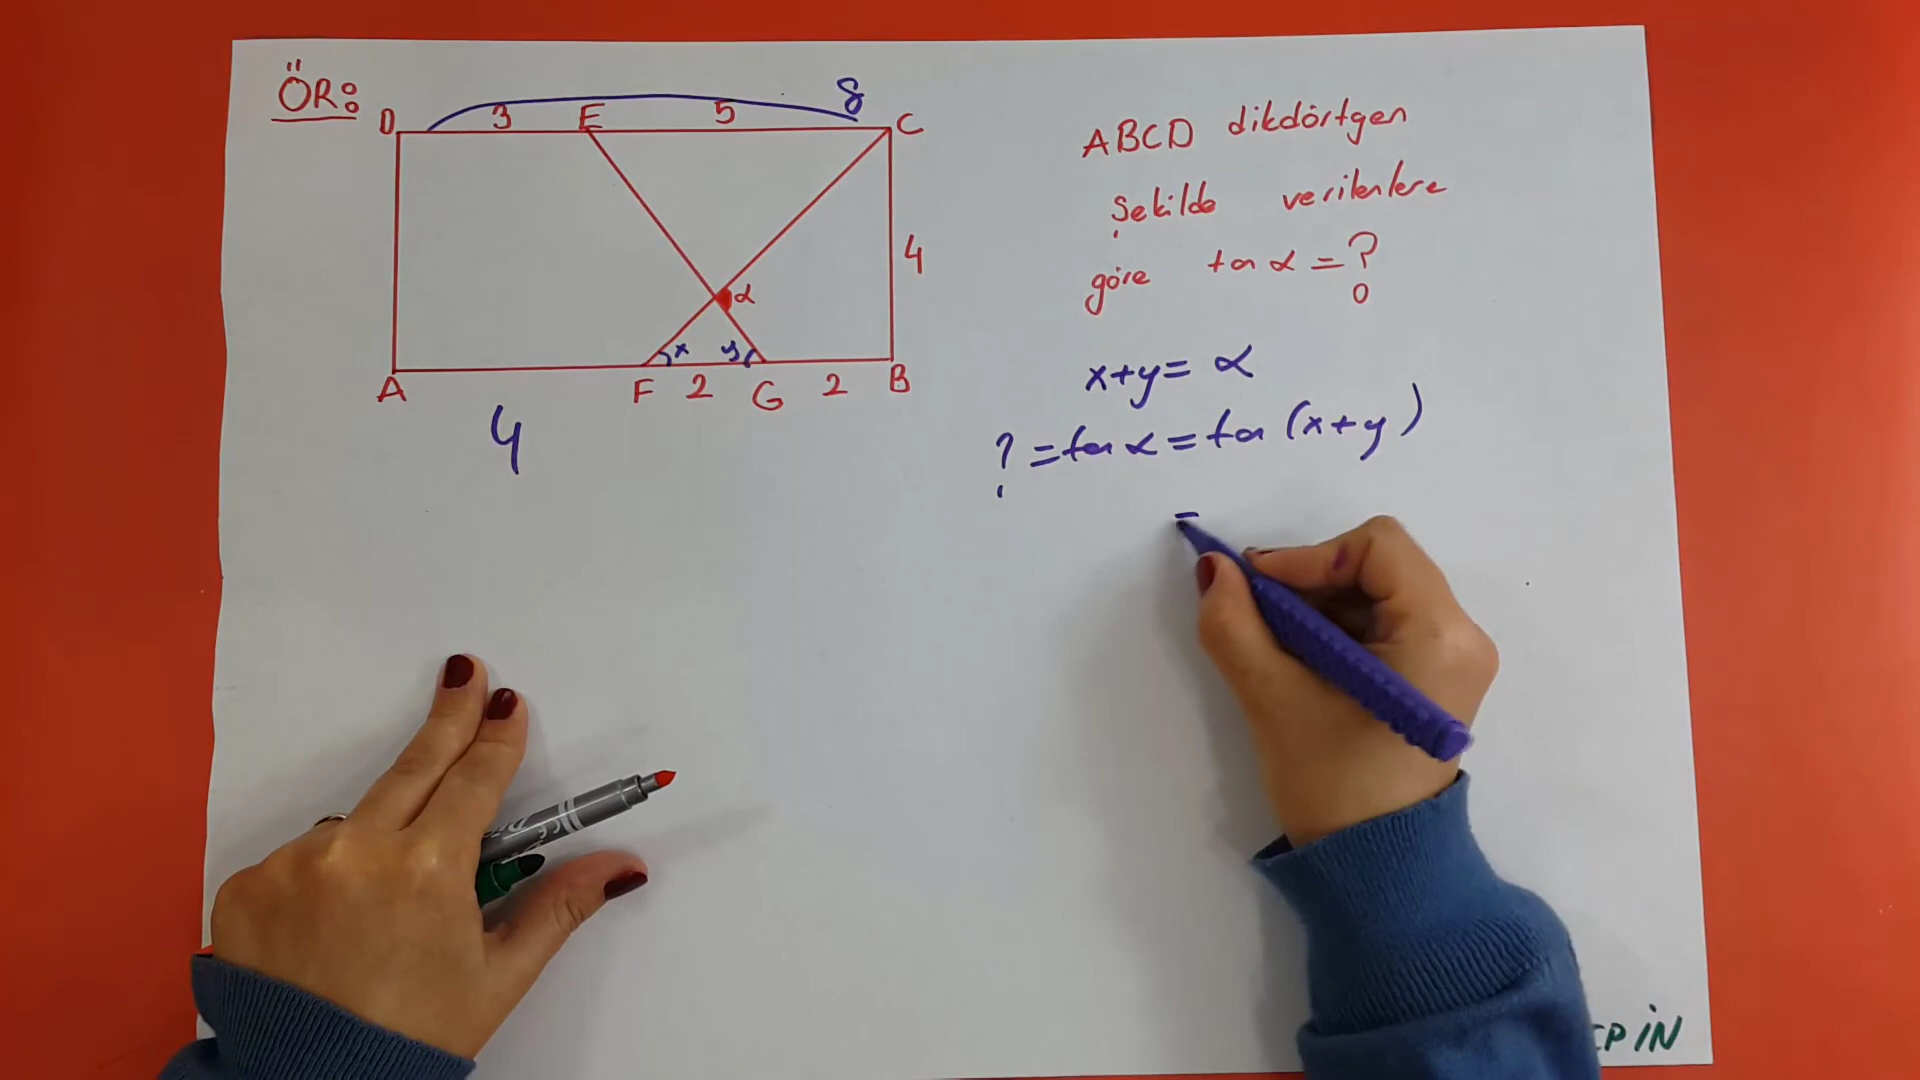 ÖR:
8
D 3 E 5 C
4
α
x y
A F 2 G 2 B
4
ABCD dikdörtgen
Şekilde verilenlere
göre tan α = ?
x+y= α
? = tan α = tan (x+y)
=